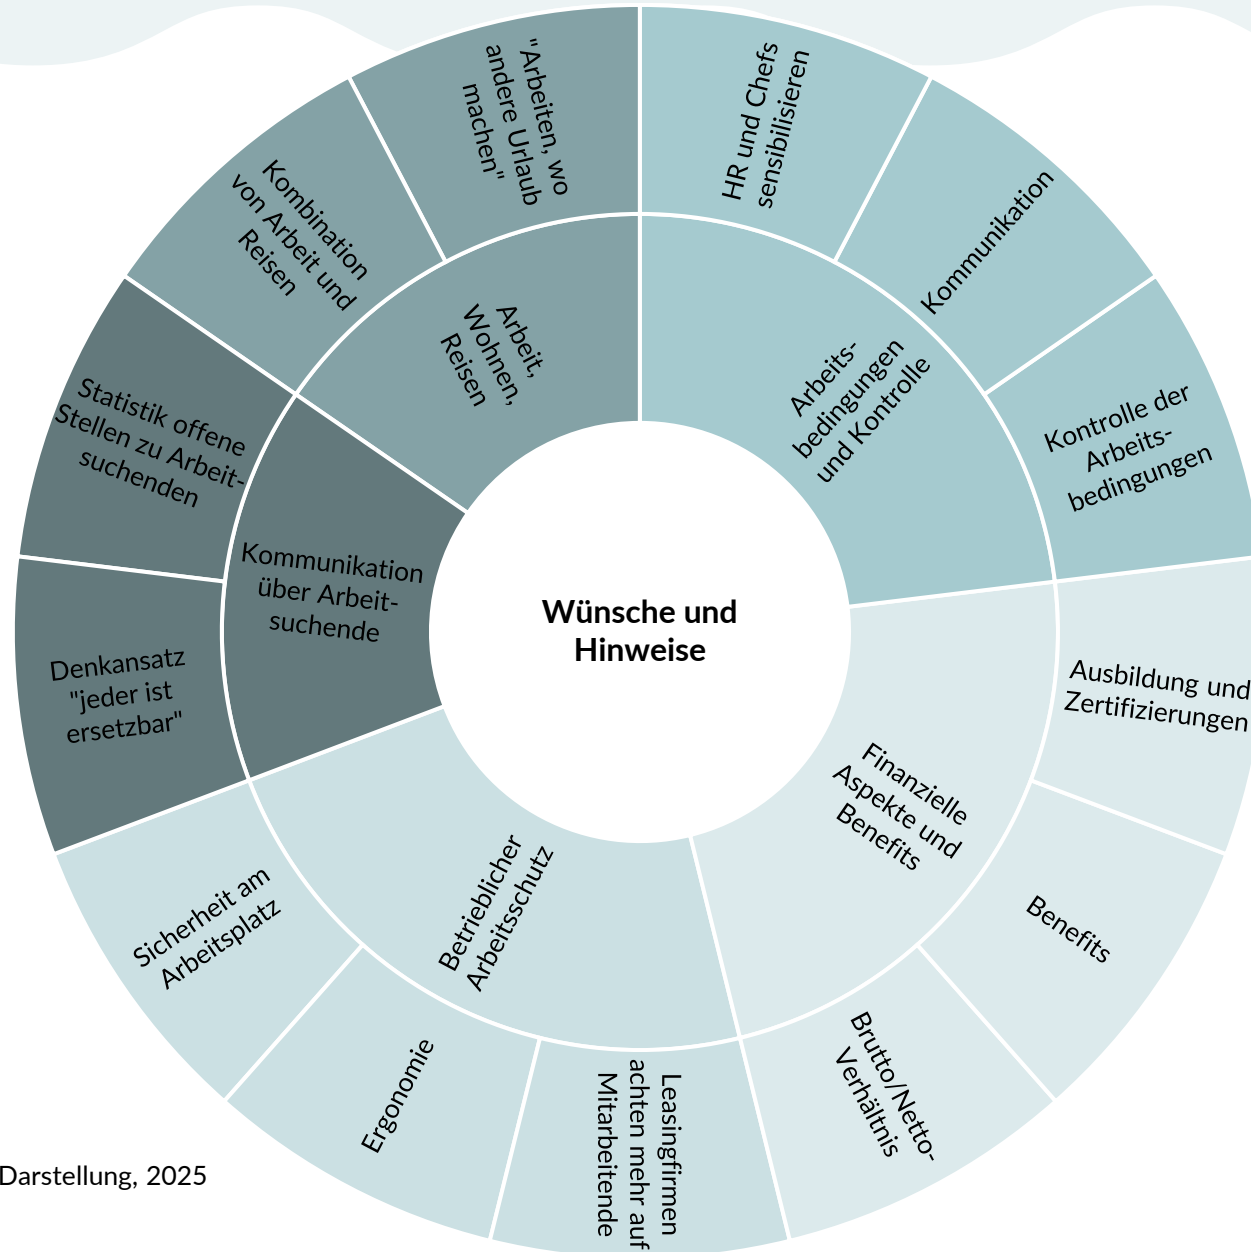 Wünsche und
Hinweise
Arbeits-
bedingungen
und Kontrolle
HR und Chefs
sensibilisieren
Kommunikation
Kontrolle der
Arbeits-
bedingungen
Finanzielle
Aspekte und
Benefits
Ausbildung und
Zertifizierungen
Benefits
Brutto/Netto-
Verhältnis
Betrieblicher
Arbeitsschutz
Leasingfirmen
achten mehr auf
Mitarbeitende
Ergonomie
Sicherheit am
Arbeitsplatz
Kommunikation
über Arbeit-
suchende
Denkansatz
"jeder ist
ersetzbar"
Statistik offene
Stellen zu Arbeit-
suchenden
Arbeit,
Wohnen,
Reisen
Kombination
von Arbeit und
Reisen
"Arbeiten, wo
andere Urlaub
machen"
Darstellung, 2025